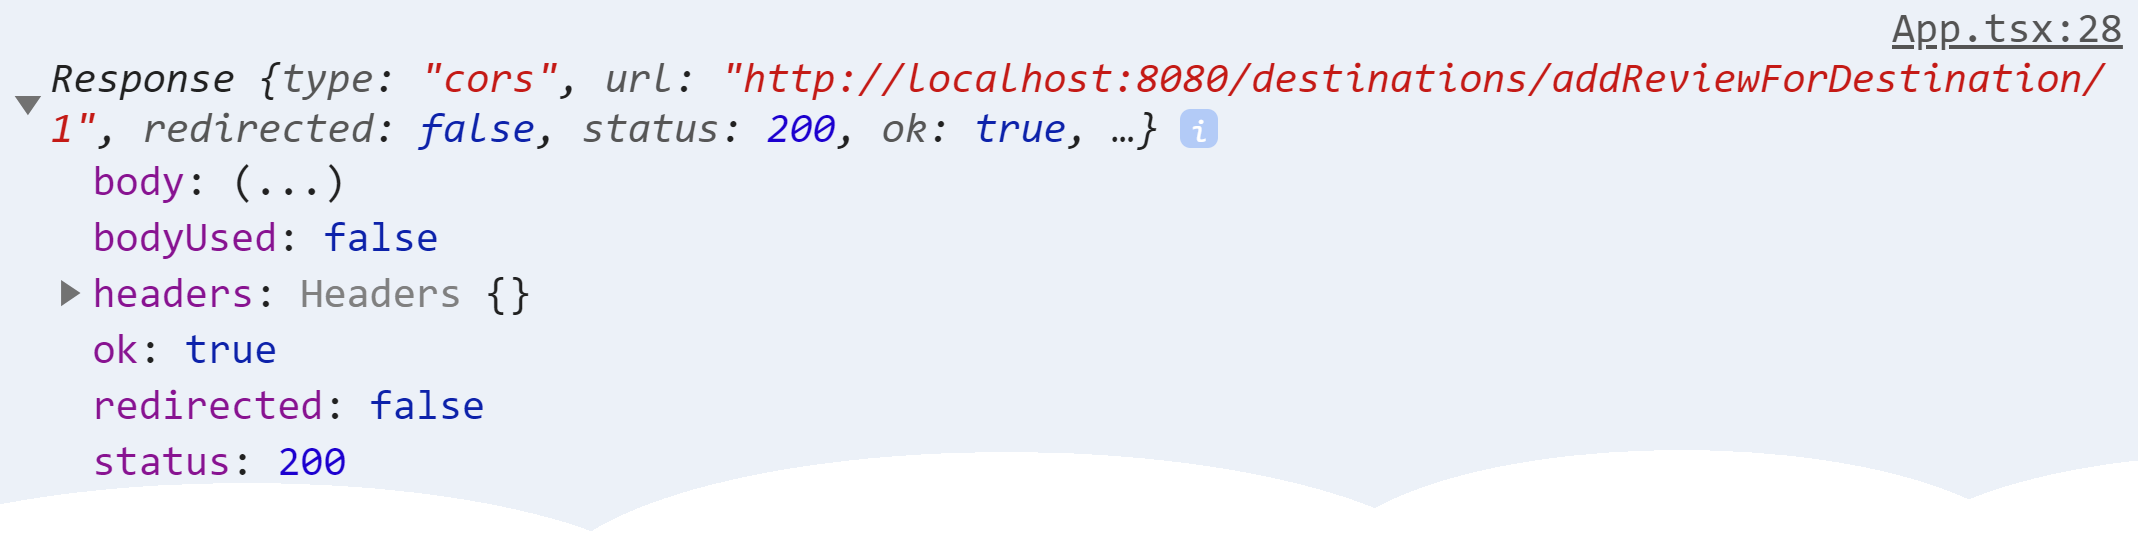 App.tsx:28
Response {type: "cors", url: "http://localhost:8080/destinations/addReviewForDestination/
1", redirected: false, status: 200, ok: true, …} i
body: (...)
bodyUsed: false
headers: Headers {}
ok: true
redirected: false
status: 200